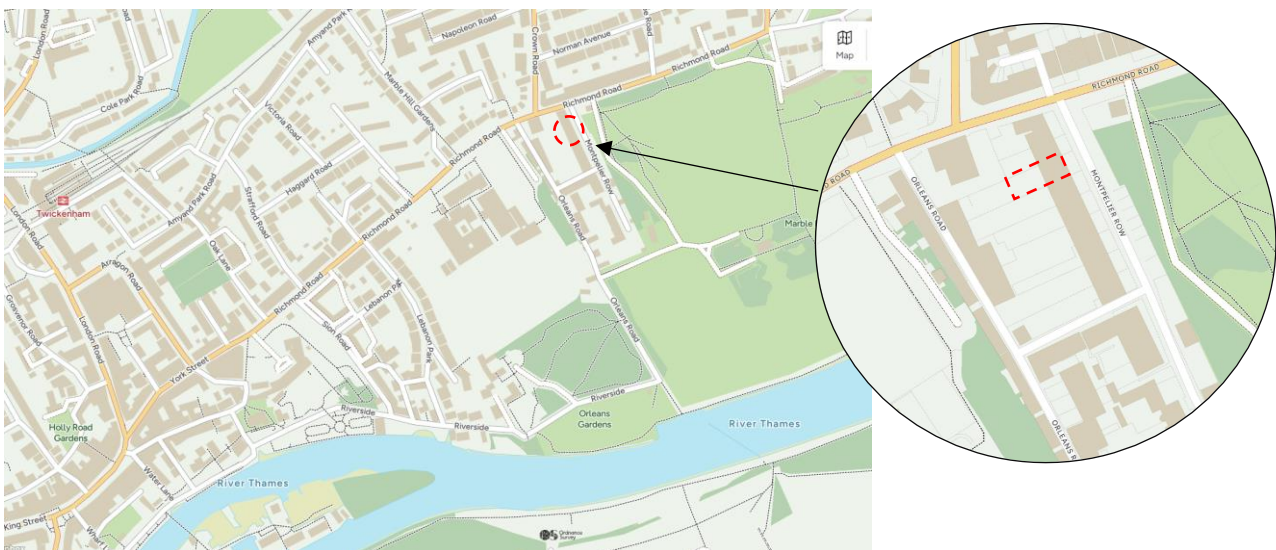 London Road
Amyand Park Road
Napoleon Road
Crown Road
Norman Avenue
Richmond Road
Map
Cole Park Road
Victoria Road
Marble Hill Gardens
Richmond Road
Richmond Road
Montpelier Row
Haggard Road
Amyand Park Road
Strafford Road
Orleans Road
Twickenham
London Road
Oak Lane
Richmond Road
Marble
Arragon Road
Grosvenor Road
London Road
Richmond Road
Lebanon Park
Sion Road
Lebanon Park
Orleans Road
York Street
Riverside
Riverside
Riverside
Orleans
Gardens
River Thames
Holly Road
Gardens
Water Lane
River Thames
King Street
Ordnance
Survey
RICHMOND ROAD
ORLEANS ROAD
MONTPELIER ROW